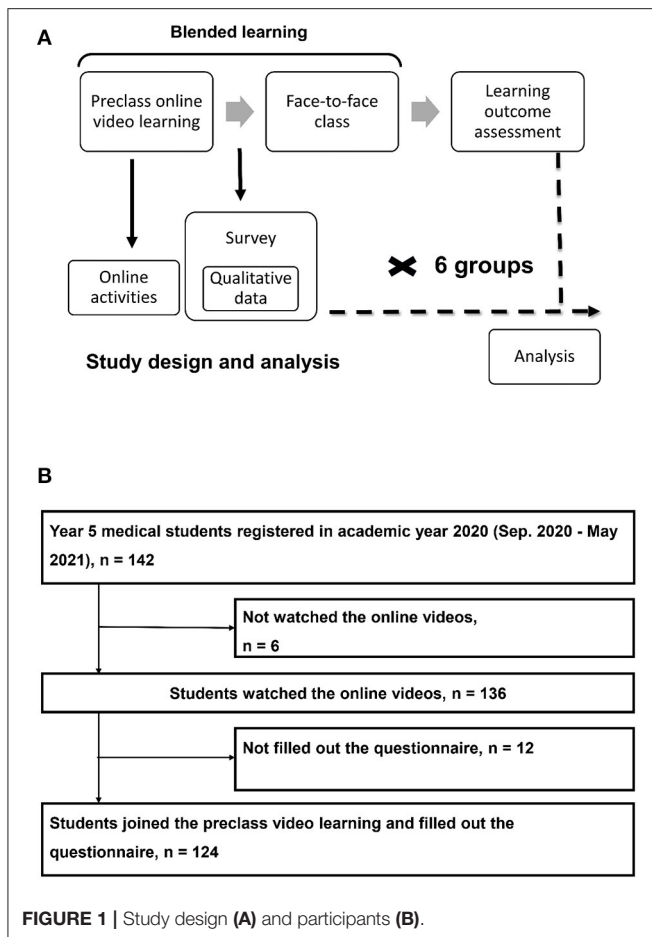 A
Blended learning
Preclass online
video learning
Face-to-face
class
Learning
outcome
assessment
Survey
Qualitative
data
Online
activities
✖ 6 groups
Study design and analysis
Analysis
B
Year 5 medical students registered in academic year 2020 (Sep. 2020 - May
2021), n = 142
Not watched the online videos,
n = 6
Students watched the online videos, n = 136
Not filled out the questionnaire, n = 12
Students joined the preclass video learning and filled out the
questionnaire, n = 124
FIGURE 1 | Study design (A) and participants (B).